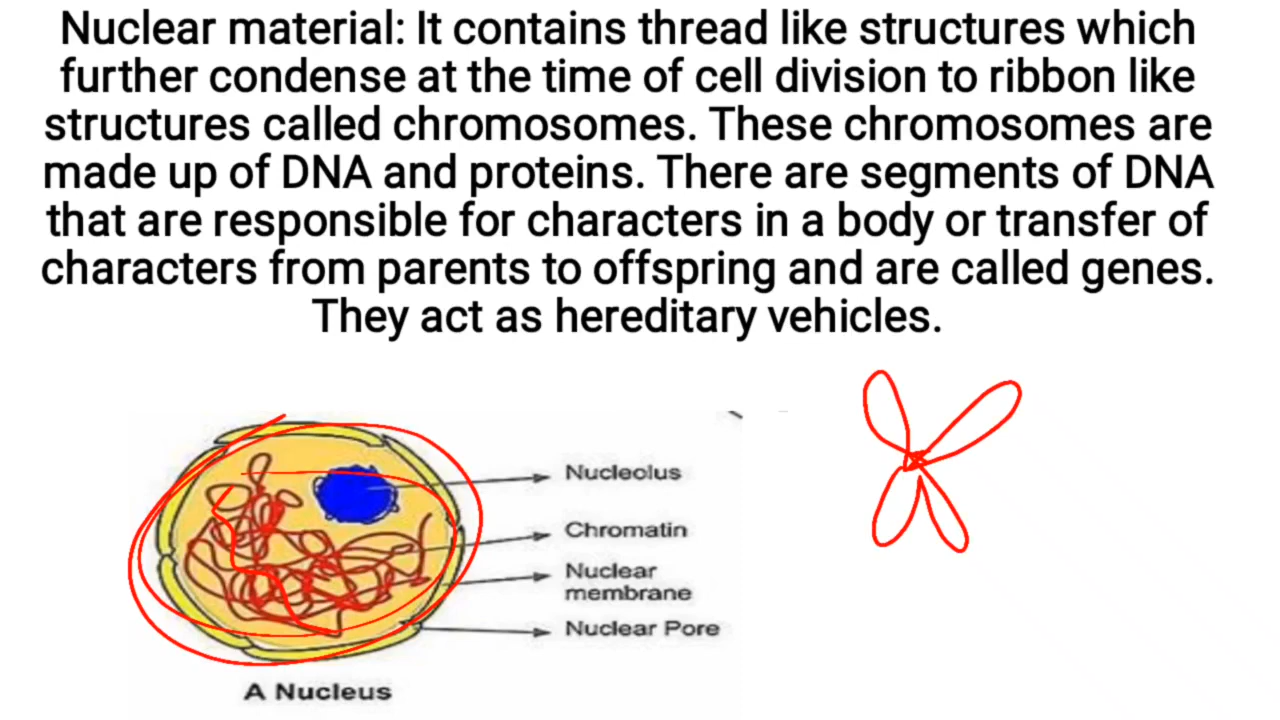 Nuclear material: It contains thread like structures which
further condense at the time of cell division to ribbon like
structures called chromosomes. These chromosomes are
made up of DNA and proteins. There are segments of DNA
that are responsible for characters in a body or transfer of
characters from parents to offspring and are called genes.
They act as hereditary vehicles.
Nucleolus
Chromatin
Nuclear
membrane
Nuclear Pore
A Nucleus